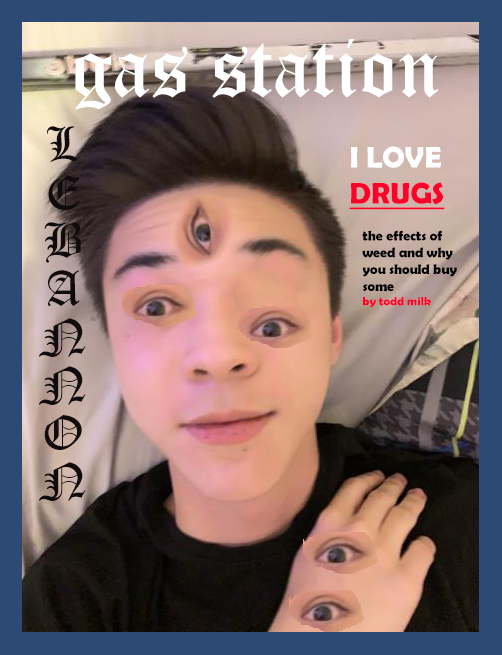 gas station
LEBANNON
I LOVE
DRUGS
the effects of
weed and why
you should buy
some
by todd milk